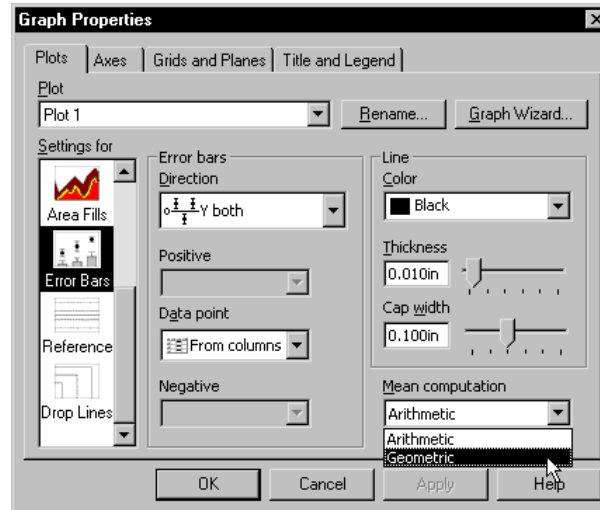 Graph Properties
Plots
Axes
Grids and Planes
Title and Legend
Plot
Plot 1
Rename...
Graph Wizard...
Settings for
Area Fills
Error Bars
Reference
Drop Lines
Error bars
Direction
Y both
Positive
Data point
From columns
Negative
Line
Color
Black
Thickness
0.010in
Cap width
0.100in
Mean computation
Arithmetic
Arithmetic
Geometric
OK
Cancel
Apply
Help